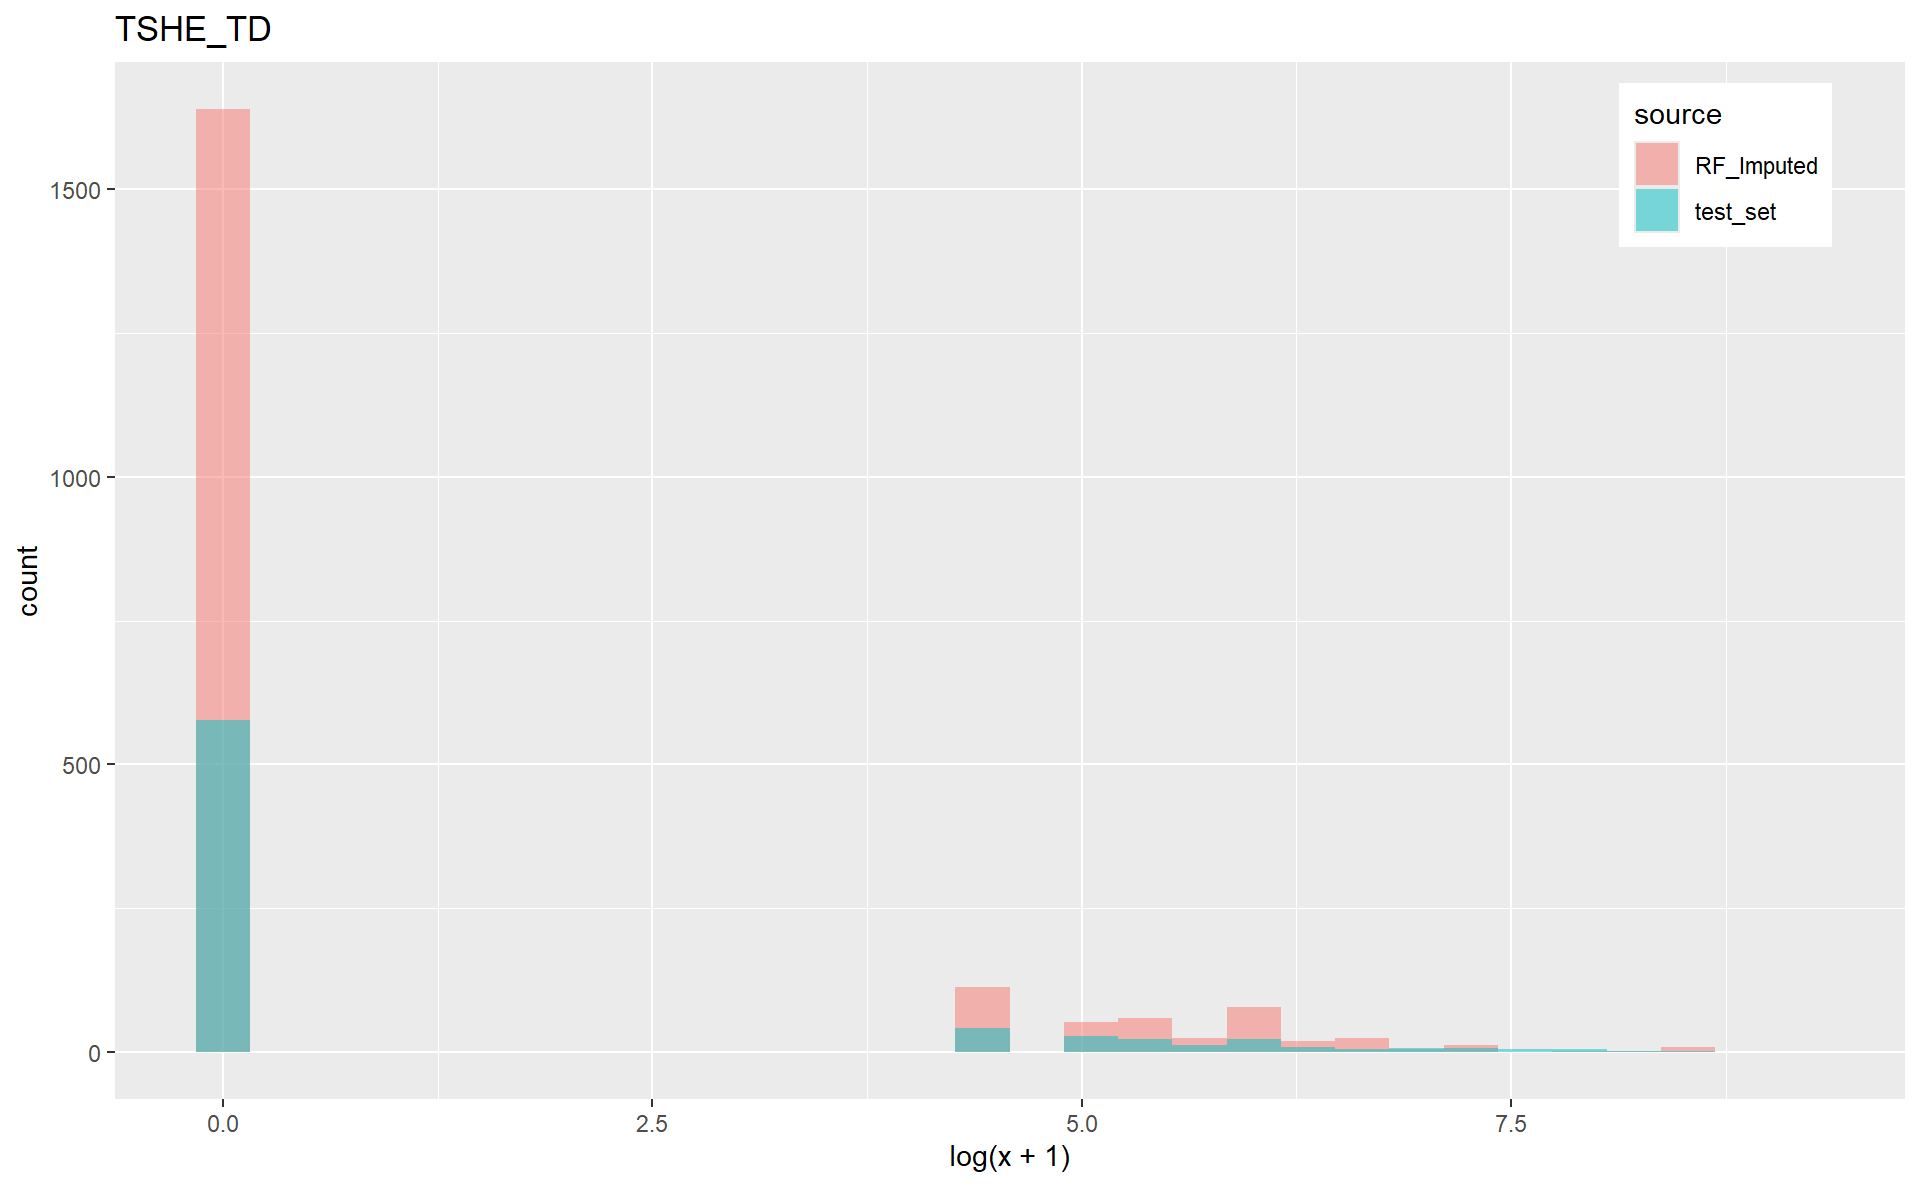 TSHE_TD
source
RF_Imputed
test_set
1500
1000
500
0
count
0.0 2.5 5.0 7.5
log(x + 1)